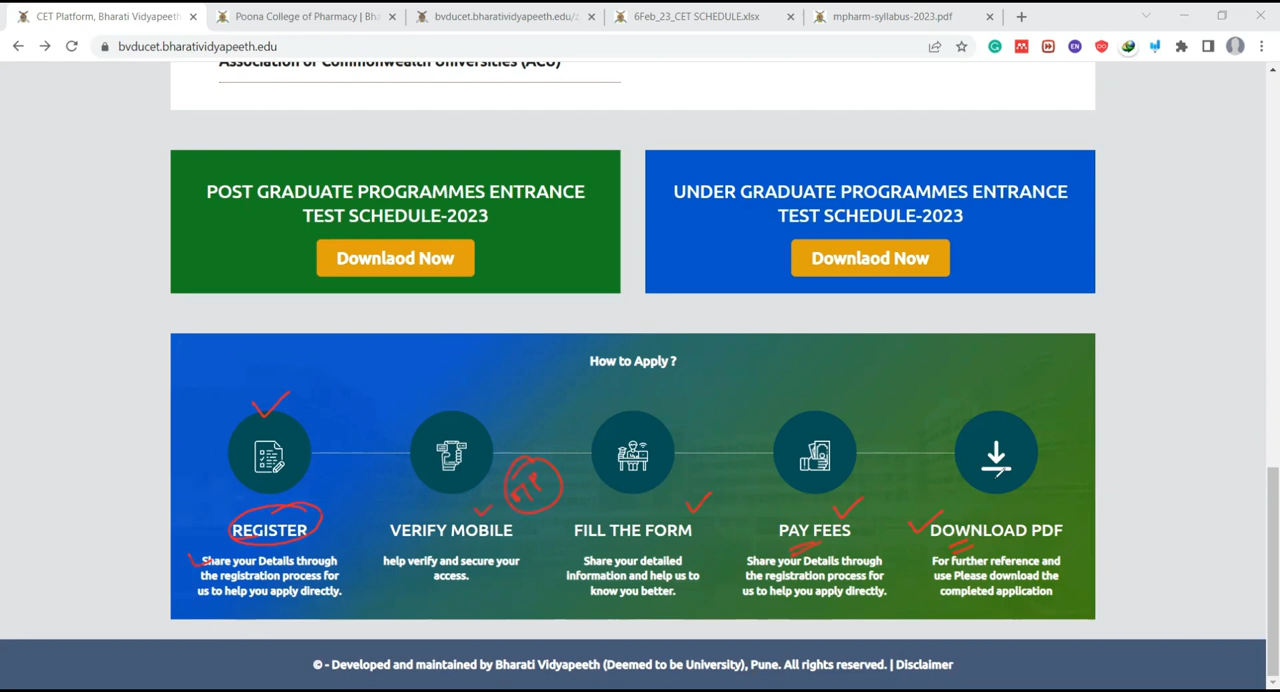 CET Platform, Bharati Vidyapeeth
Poona College of Pharmacy | Bha
bvducet.bharatividyapeeth.edu/z
6Feb_23_CET SCHEDULE.xlsx
mpharm-syllabus-2023.pdf
bvducet.bharatividyapeeth.edu
EN
Association of Commonwealth Universities (ACU)
POST GRADUATE PROGRAMMES ENTRANCE
TEST SCHEDULE-2023
Downlaod Now
UNDER GRADUATE PROGRAMMES ENTRANCE
TEST SCHEDULE-2023
Downlaod Now
How to Apply ?
REGISTER
Share your Details through
the registration process for
us to help you apply directly.
VERIFY MOBILE
help verify and secure your
access.
FILL THE FORM
Share your detailed
information and help us to
know you better.
PAY FEES
Share your Details through
the registration process for
us to help you apply directly.
DOWNLOAD PDF
For further reference and
use Please download the
completed application
© - Developed and maintained by Bharati Vidyapeeth (Deemed to be University), Pune. All rights reserved. | Disclaimer